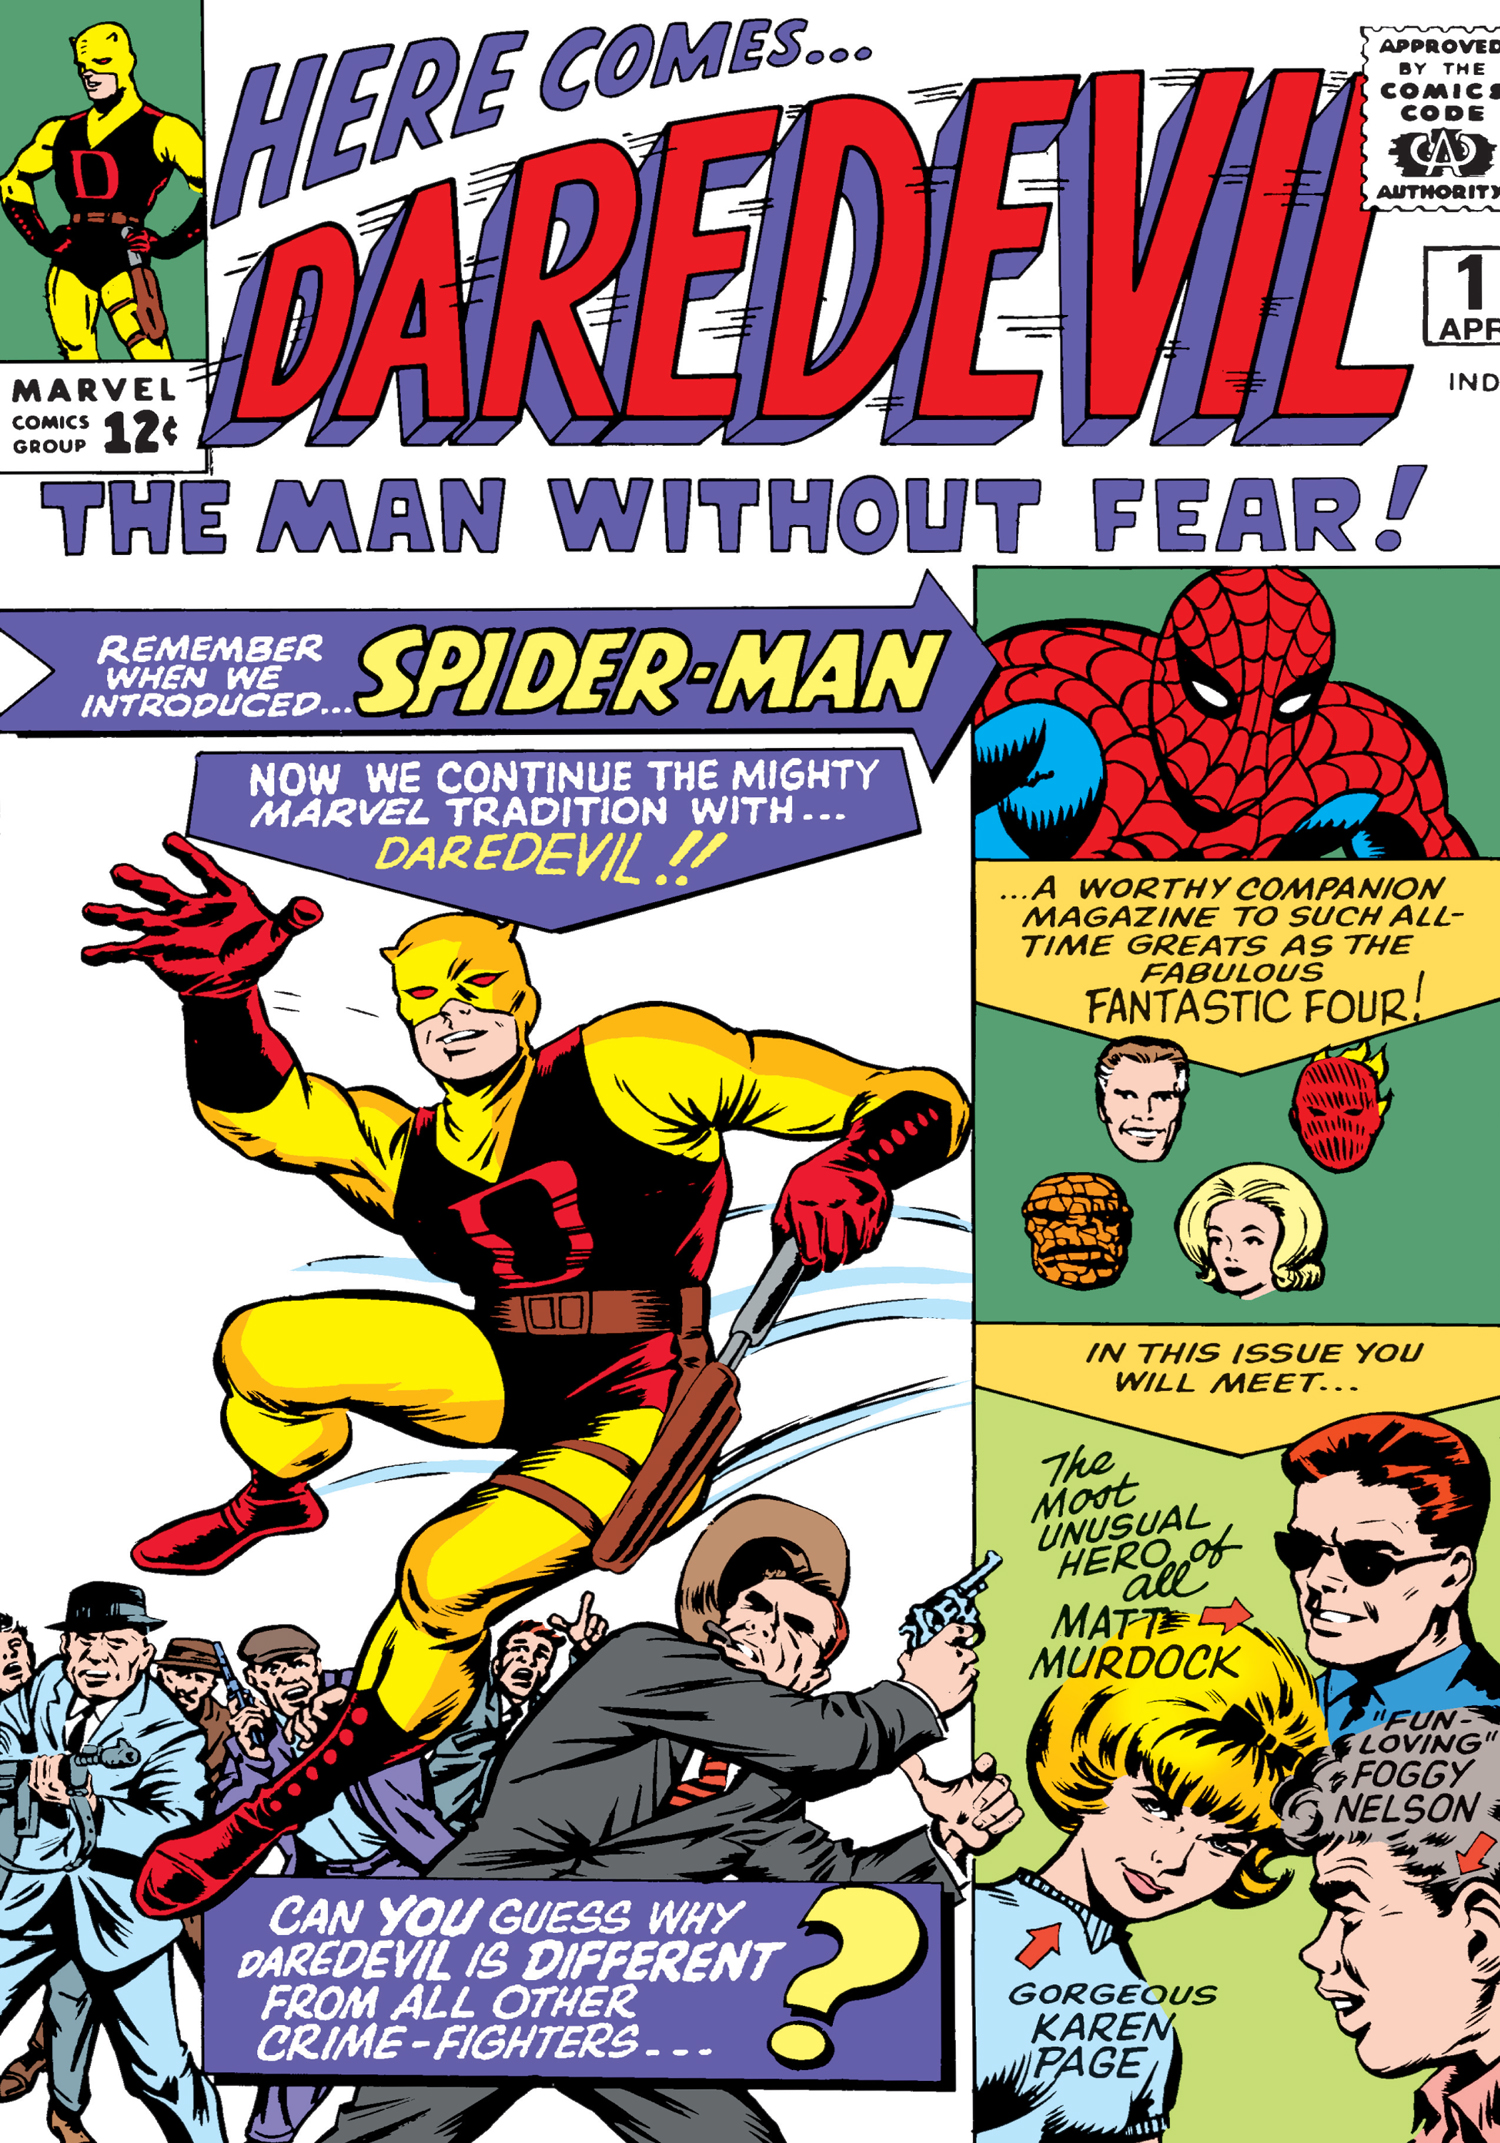 HERE COMES...
DAREDEVIL
APPROVED
BY THE
COMICS
CODE
CA
AUTHORITY
D
1
APR
IND
MARVEL
COMICS
GROUP
12¢
THE MAN WITHOUT FEAR!
REMEMBER
WHEN WE
INTRODUCED...
SPIDER-MAN
NOW WE CONTINUE THE MIGHTY
MARVEL TRADITION WITH...
DAREDEVIL!!
...A WORTHY COMPANION
MAGAZINE TO SUCH ALL-
TIME GREATS AS THE
FABULOUS
FANTASTIC FOUR!
D
IN THIS ISSUE YOU
WILL MEET...
The
Most
UNUSUAL
HERO of
all
MATT
MURDOCK
"FUN-
LOVING"
FOGGY
NELSON
GORGEOUS
KAREN
PAGE
CAN YOU GUESS WHY
DAREDEVIL IS DIFFERENT
FROM ALL OTHER
CRIME-FIGHTERS...
?